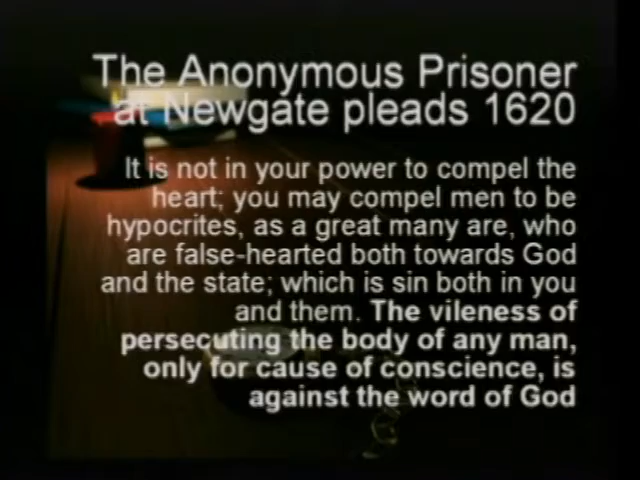 The Anonymous Prisoner
at Newgate pleads 1620
It is not in your power to compel the
heart; you may compel men to be
hypocrites, as a great many are, who
are false-hearted both towards God
and the state; which is sin both in you
and them. The vileness of
persecuting the body of any man,
only for cause of conscience, is
against the word of God